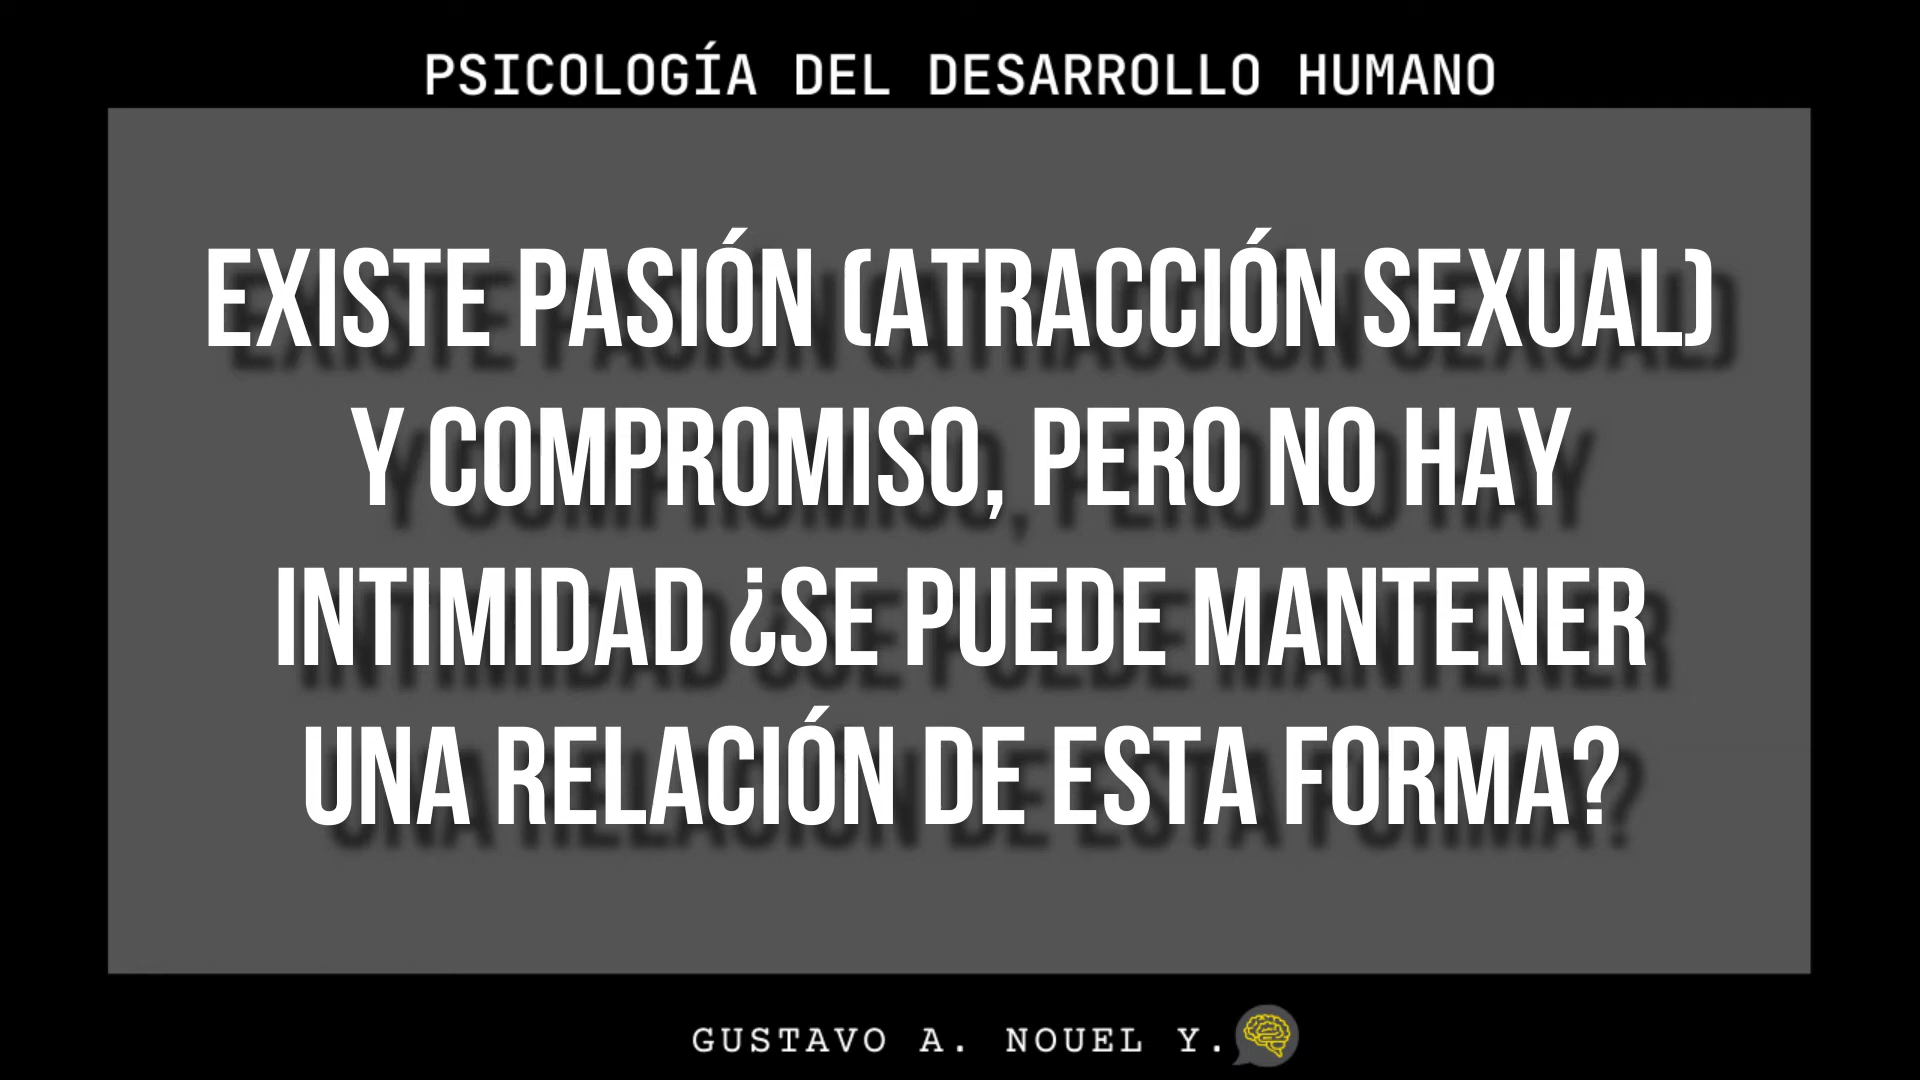 PSICOLOGÍA DEL DESARROLLO HUMANO
EXISTE PASIÓN (ATRACCIÓN SEXUAL)
Y COMPROMISO, PERO NO HAY
INTIMIDAD ¿SE PUEDE MANTENER
UNA RELACIÓN DE ESTA FORMA?
GUSTAVO A. NOUEL Y.